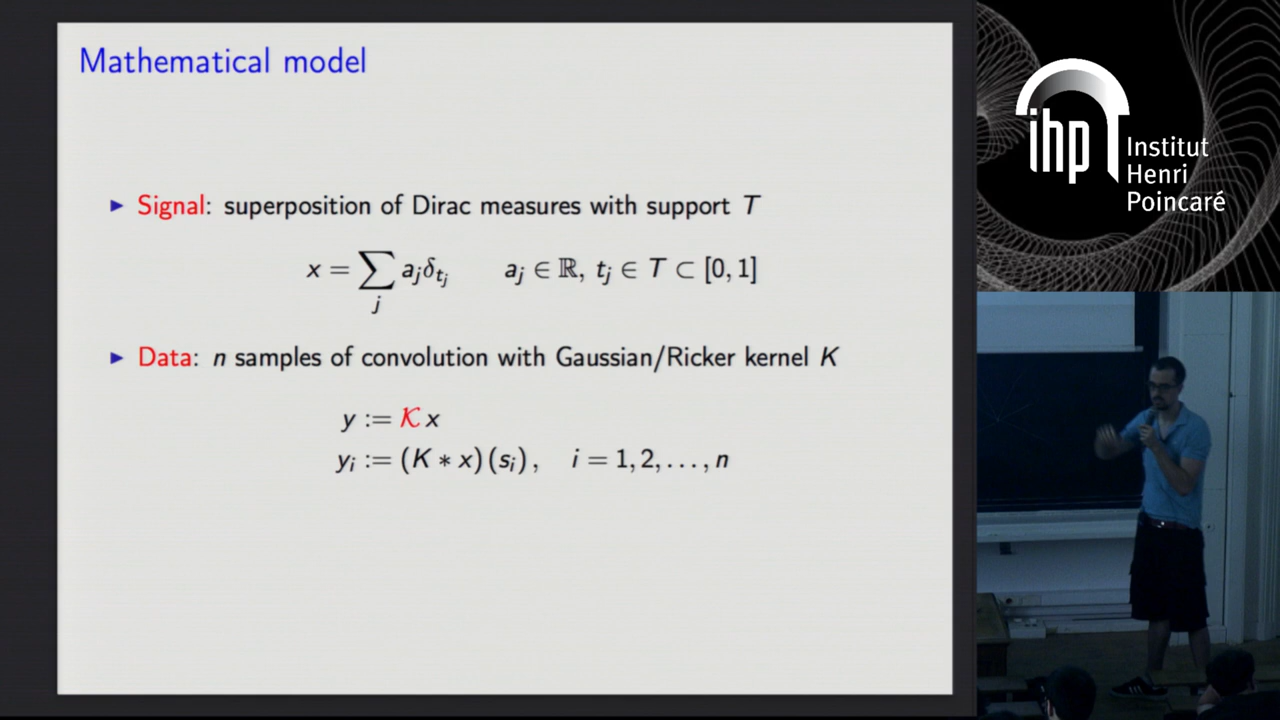 Mathematical model
▶ Signal: superposition of Dirac measures with support T
x = ∑_j a_j δ_{t_j}    a_j ∈ ℝ, t_j ∈ T ⊂ [0, 1]
▶ Data: n samples of convolution with Gaussian/Ricker kernel K
y := 𝒦 x
y_i := (K ∗ x)(s_i),  i = 1, 2, . . . , n
ihp
Institut
Henri
Poincaré